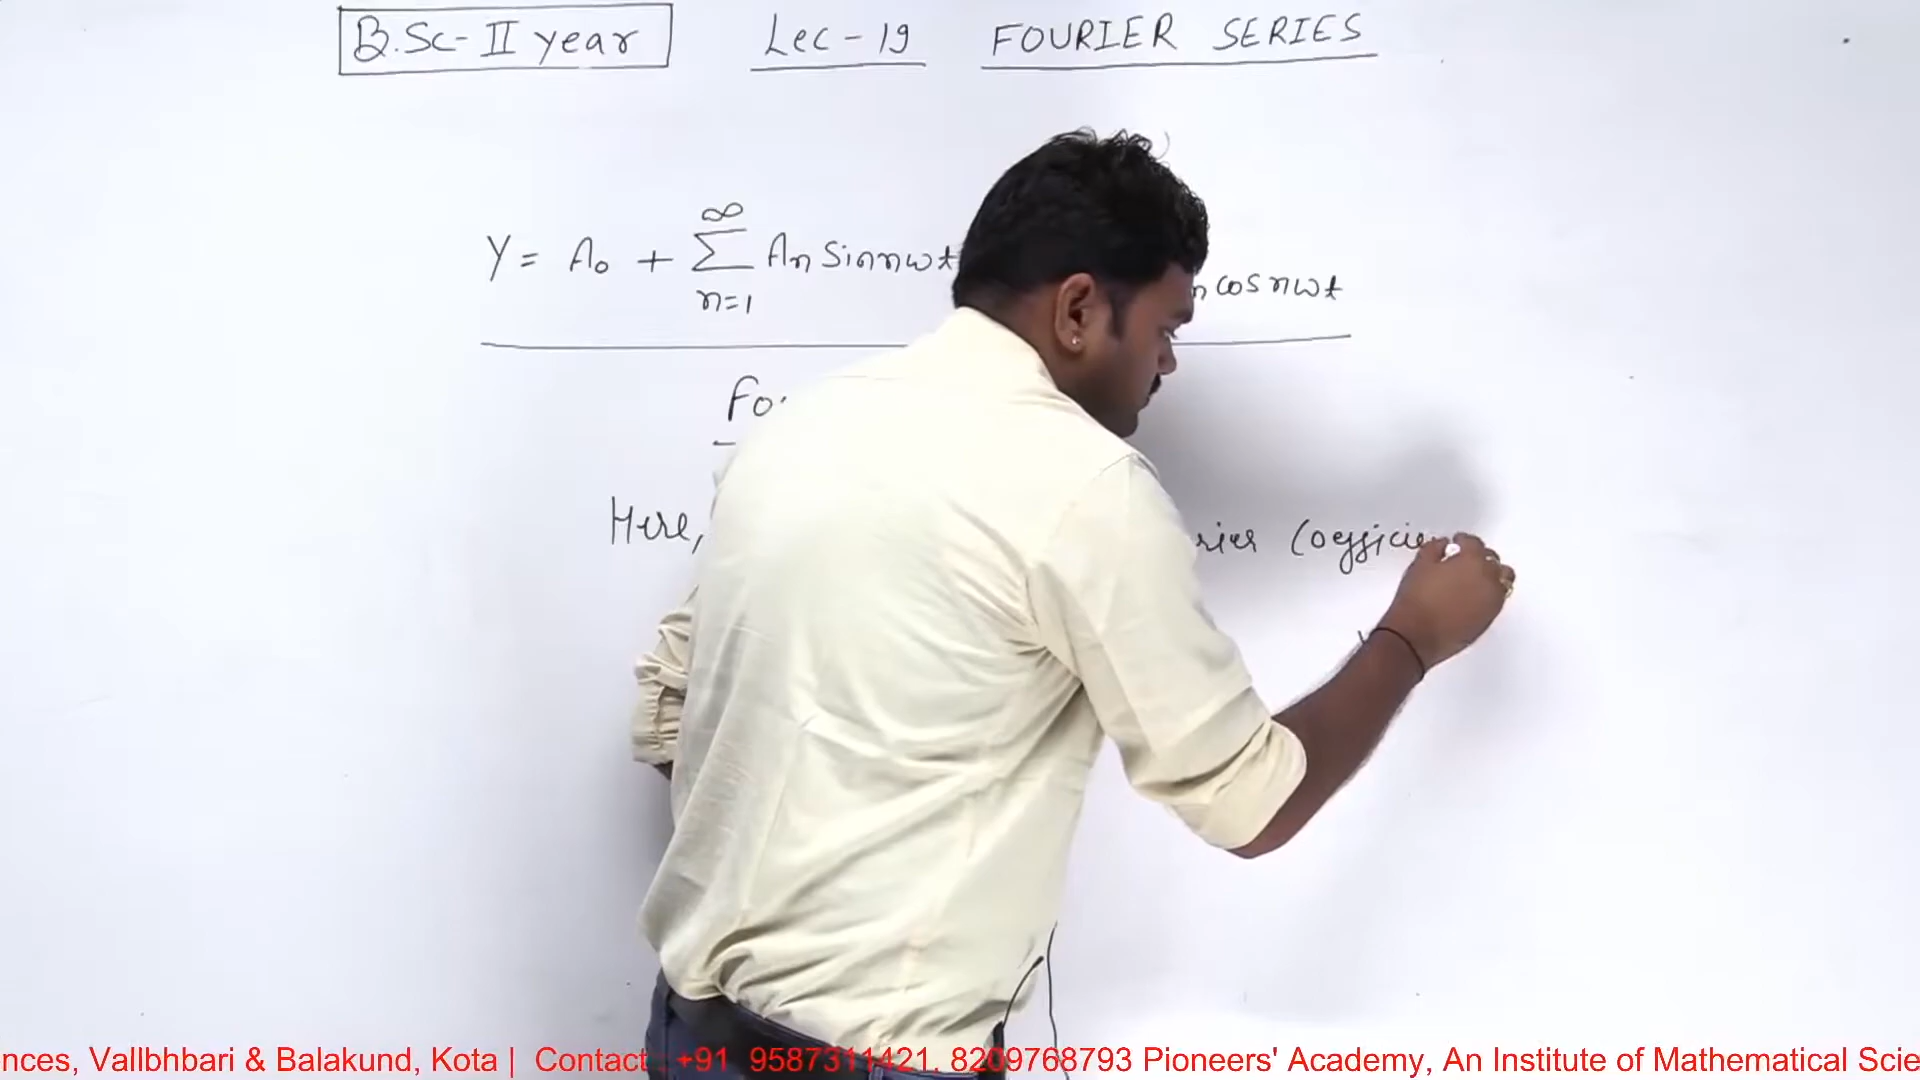 B.Sc- II year Lec - 19 FOURIER SERIES
∞
Y = A₀ + ∑ An Sin nωt n cos nωt
n=1
Fo
Here, rier Coefficie
nces, Vallbhbari & Balakund, Kota | Contact : +91 9587311421. 8209768793 Pioneers' Academy, An Institute of Mathematical Scie